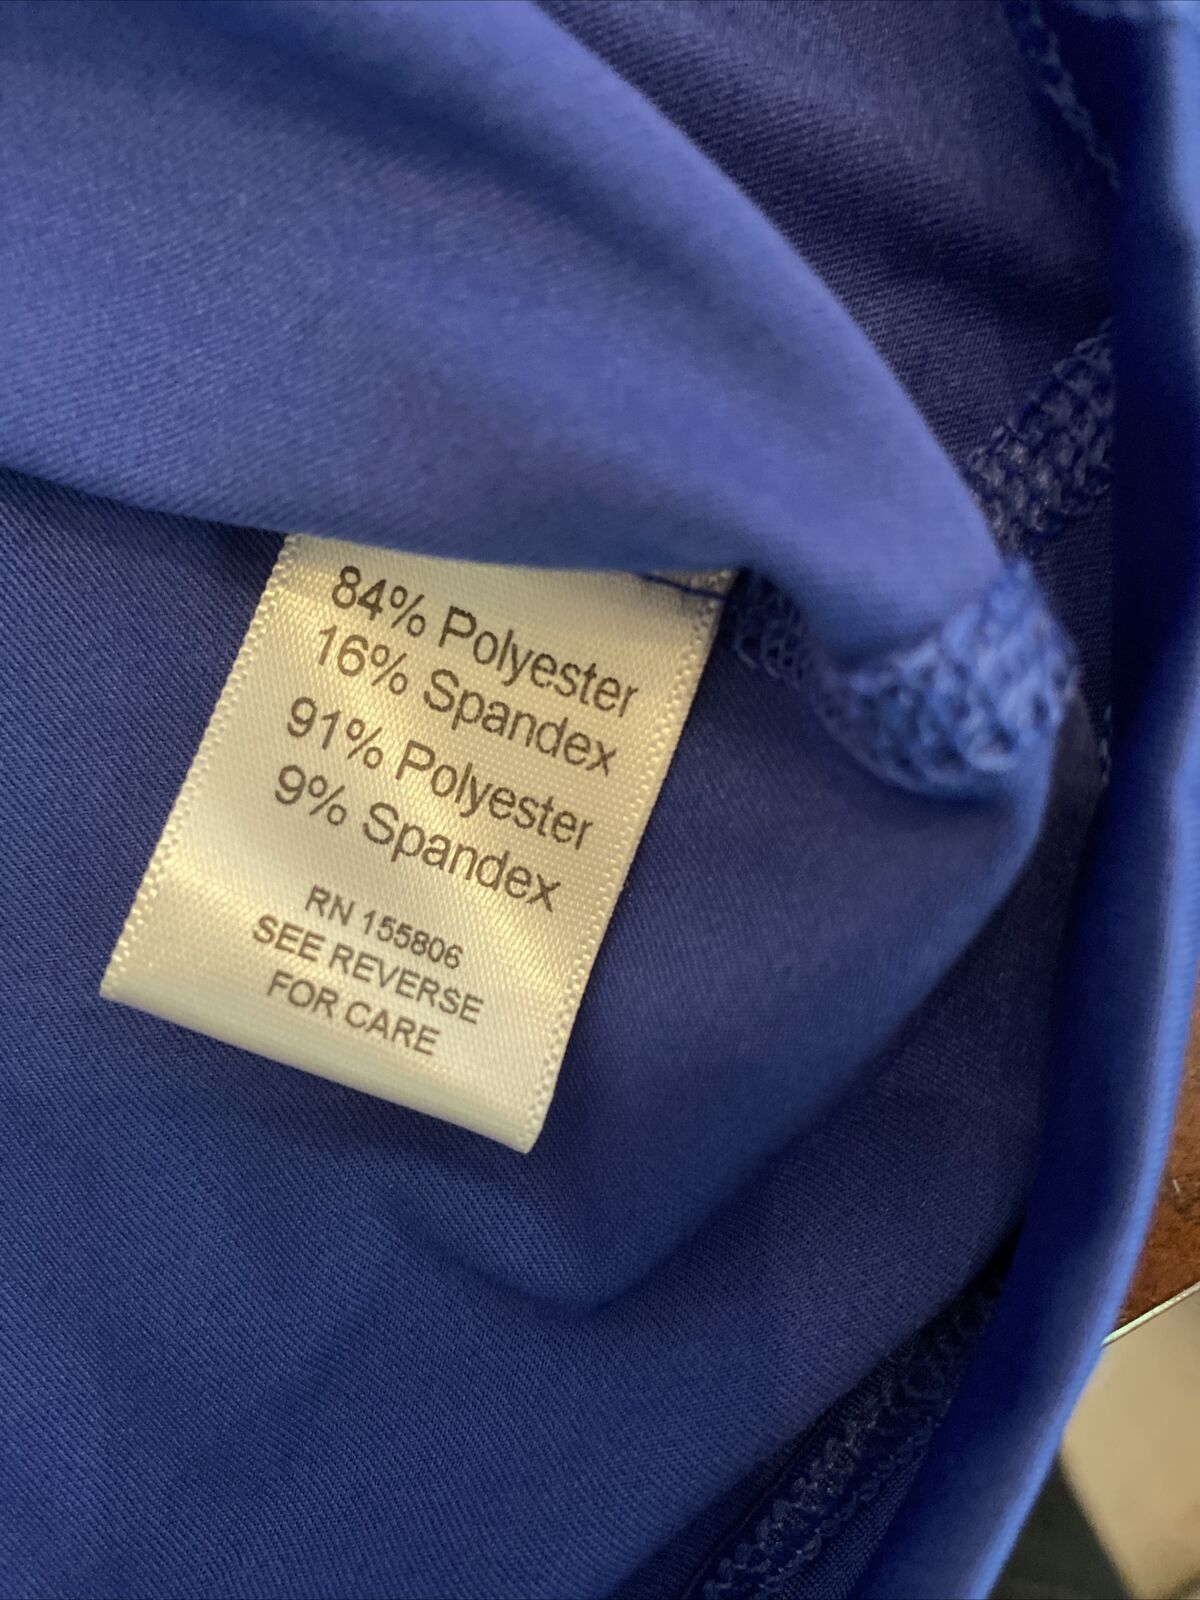 84% Polyester
16% Spandex
91% Polyester
9% Spandex
RN 155806
SEE REVERSE
FOR CARE